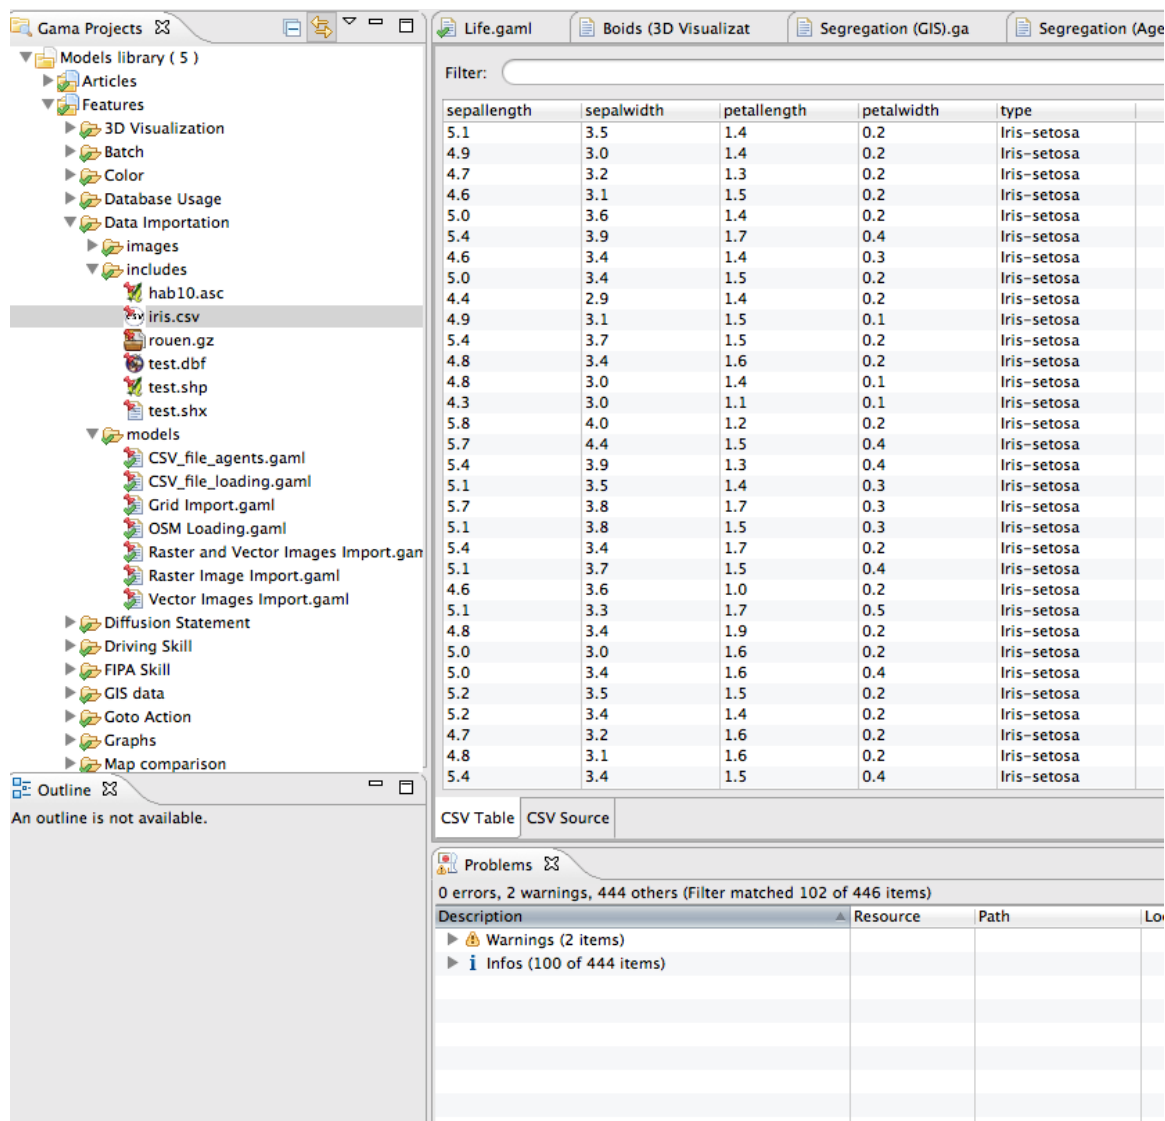 Gama Projects
Models library ( 5 )
Articles
Features
3D Visualization
Batch
Color
Database Usage
Data Importation
images
includes
hab10.asc
iris.csv
rouen.gz
test.dbf
test.shp
test.shx
models
CSV_file_agents.gaml
CSV_file_loading.gaml
Grid Import.gaml
OSM Loading.gaml
Raster and Vector Images Import.gam
Raster Image Import.gaml
Vector Images Import.gaml
Diffusion Statement
Driving Skill
FIPA Skill
GIS data
Goto Action
Graphs
Map comparison
Outline
An outline is not available.
Life.gaml Boids (3D Visualizat Segregation (GIS).ga Segregation (Age
Filter:
sepallength sepalwidth petallength petalwidth type
5.1 3.5 1.4 0.2 Iris-setosa
4.9 3.0 1.4 0.2 Iris-setosa
4.7 3.2 1.3 0.2 Iris-setosa
4.6 3.1 1.5 0.2 Iris-setosa
5.0 3.6 1.4 0.2 Iris-setosa
5.4 3.9 1.7 0.4 Iris-setosa
4.6 3.4 1.4 0.3 Iris-setosa
5.0 3.4 1.5 0.2 Iris-setosa
4.4 2.9 1.4 0.2 Iris-setosa
4.9 3.1 1.5 0.1 Iris-setosa
5.4 3.7 1.5 0.2 Iris-setosa
4.8 3.4 1.6 0.2 Iris-setosa
4.8 3.0 1.4 0.1 Iris-setosa
4.3 3.0 1.1 0.1 Iris-setosa
5.8 4.0 1.2 0.2 Iris-setosa
5.7 4.4 1.5 0.4 Iris-setosa
5.4 3.9 1.3 0.4 Iris-setosa
5.1 3.5 1.4 0.3 Iris-setosa
5.7 3.8 1.7 0.3 Iris-setosa
5.1 3.8 1.5 0.3 Iris-setosa
5.4 3.4 1.7 0.2 Iris-setosa
5.1 3.7 1.5 0.4 Iris-setosa
4.6 3.6 1.0 0.2 Iris-setosa
5.1 3.3 1.7 0.5 Iris-setosa
4.8 3.4 1.9 0.2 Iris-setosa
5.0 3.0 1.6 0.2 Iris-setosa
5.0 3.4 1.6 0.4 Iris-setosa
5.2 3.5 1.5 0.2 Iris-setosa
5.2 3.4 1.4 0.2 Iris-setosa
4.7 3.2 1.6 0.2 Iris-setosa
4.8 3.1 1.6 0.2 Iris-setosa
5.4 3.4 1.5 0.4 Iris-setosa
CSV Table CSV Source
Problems
0 errors, 2 warnings, 444 others (Filter matched 102 of 446 items)
Description Resource Path Lo
Warnings (2 items)
Infos (100 of 444 items)